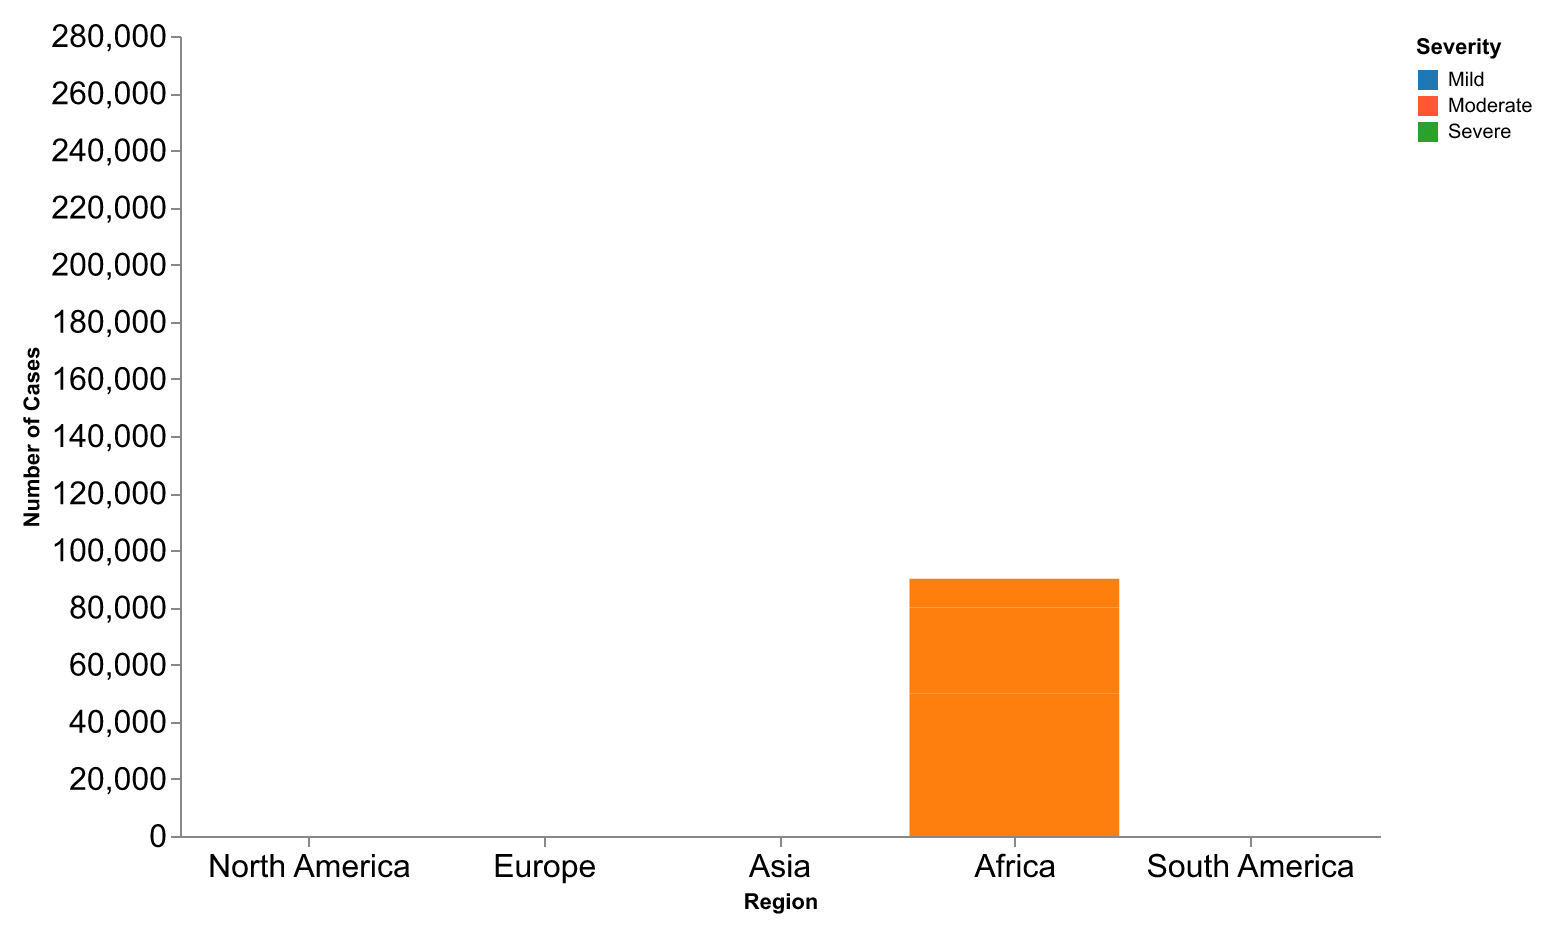 280,000
260,000
240,000
220,000
200,000
180,000
160,000
140,000
120,000
100,000
80,000
60,000
40,000
20,000
0
Number of Cases
North America Europe Asia Africa South America
Region
Severity
Mild
Moderate
Severe